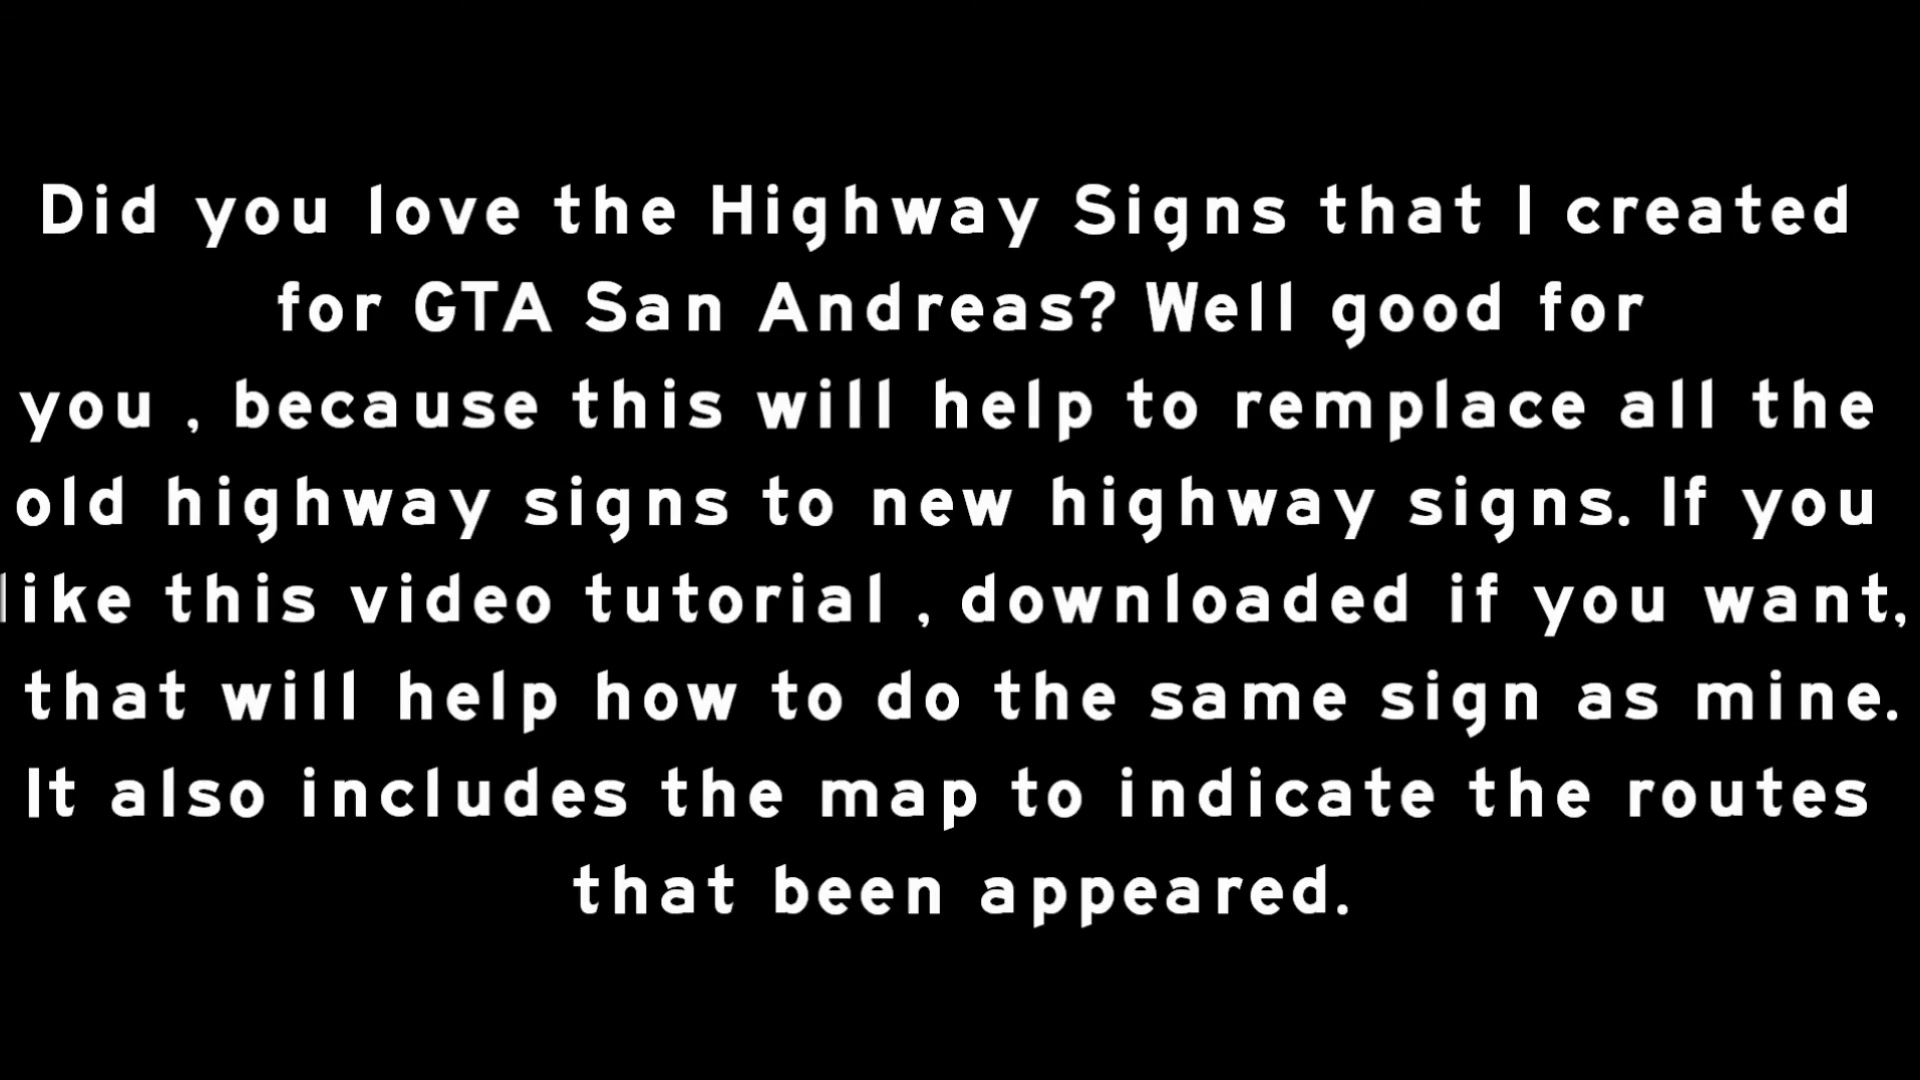 Did you love the Highway Signs that I created
for GTA San Andreas? Well good for
you , because this will help to remplace all the
old highway signs to new highway signs. If you
like this video tutorial , downloaded if you want,
that will help how to do the same sign as mine.
It also includes the map to indicate the routes
that been appeared.